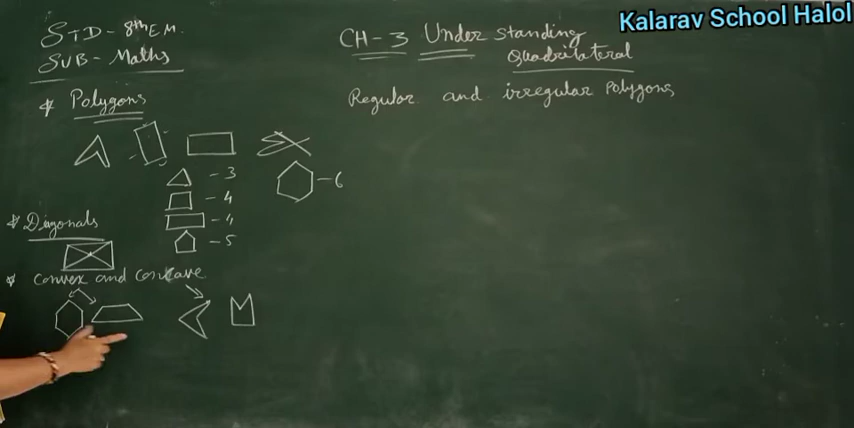 Kalarav School Halol
STD - 8th E.M.
SUB - Maths
CH-3 Under standing
Quadrilateral
* Polygons
Regular and irregular Polygons
- 3
- 4
- 4
- 5
- 6
* Diagonals
* Convex and Concave